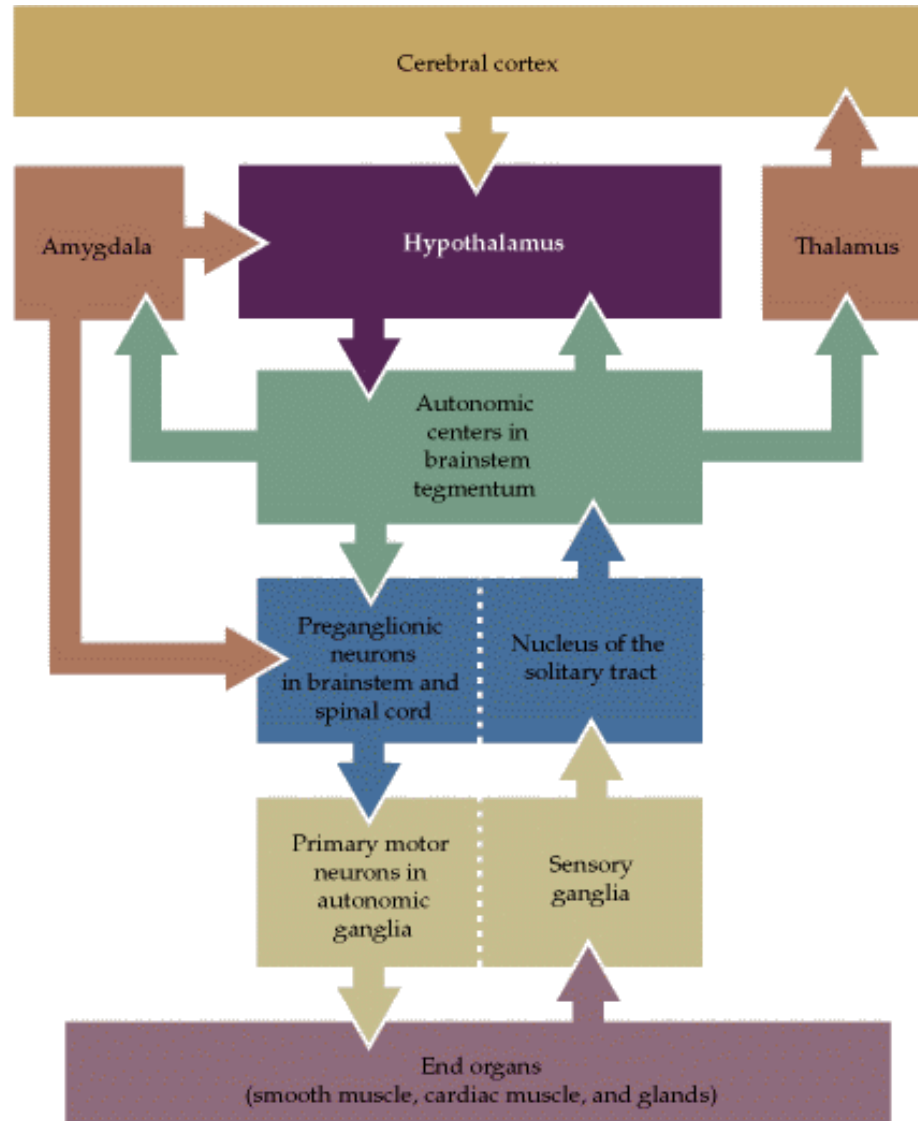 Cerebral cortex
Amygdala
Hypothalamus
Thalamus
Autonomic
centers in
brainstem
tegmentum
Preganglionic
neurons
in brainstem and
spinal cord
Nucleus of the
solitary tract
Primary motor
neurons in
autonomic
ganglia
Sensory
ganglia
End organs
(smooth muscle, cardiac muscle, and glands)